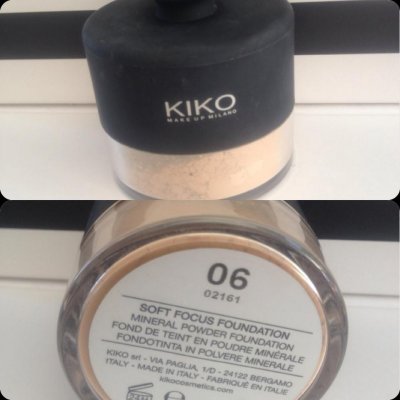 KIKO
MAKE UP MILANO
06
02161
SOFT FOCUS FOUNDATION
MINERAL POWDER FOUNDATION
FOND DE TEINT EN POUDRE MINÉRALE
FONDOTINTA IN POLVERE MINERALE
KIKO srl - VIA PAGLIA, 1/D - 24122 BERGAMO
ITALY - MADE IN ITALY - FABRIQUÉ EN ITALIE
kikocosmetics.com
24M